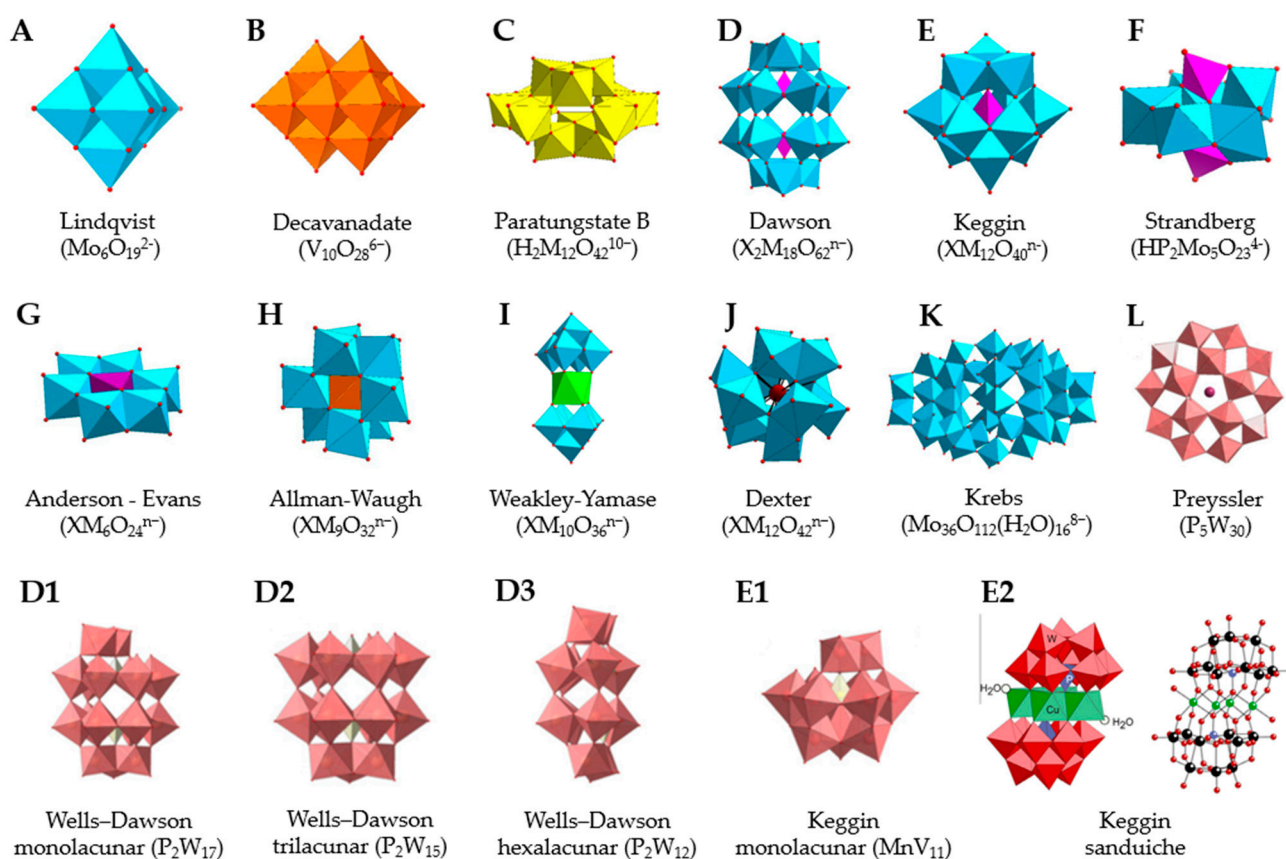 A
B
C
D
E
F
Lindqvist
(Mo₆O₁₉²⁻)
Decavanadate
(V₁₀O₂₈⁶⁻)
Paratungstate B
(H₂M₁₂O₄₂¹⁰⁻)
Dawson
(X₂M₁₈O₆₂ⁿ⁻)
Keggin
(XM₁₂O₄₀ⁿ⁻)
Strandberg
(HP₂Mo₅O₂₃⁴⁻)
G
H
I
J
K
L
Anderson - Evans
(XM₆O₂₄ⁿ⁻)
Allman-Waugh
(XM₉O₃₂ⁿ⁻)
Weakley-Yamase
(XM₁₀O₃₆ⁿ⁻)
Dexter
(XM₁₂O₄₂ⁿ⁻)
Krebs
(Mo₃₆O₁₁₂(H₂O)₁₆⁸⁻)
Preyssler
(P₅W₃₀)
D1
D2
D3
E1
E2
W
P
H₂O
Cu
H₂O
Wells–Dawson
monolacunar (P₂W₁₇)
Wells–Dawson
trilacunar (P₂W₁₅)
Wells–Dawson
hexalacunar (P₂W₁₂)
Keggin
monolacunar (MnV₁₁)
Keggin
sanduiche